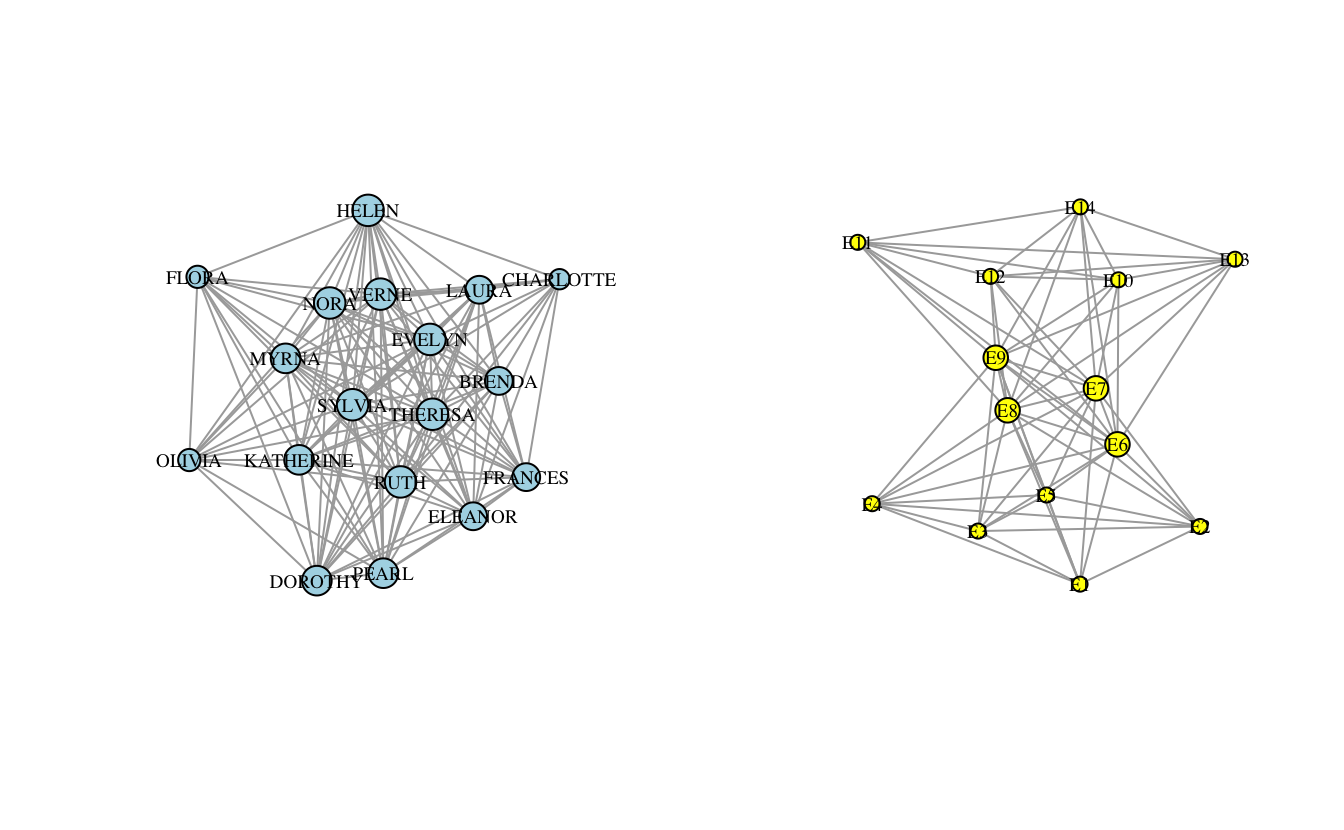 HELEN
FLORA
CHARLOTTE
LAURA
VERNE
NORA
EVELYN
MYRNA
BRENDA
SYLVIA
THERESA
OLIVIA
KATHERINE
FRANCES
RUTH
ELEANOR
PEARL
DOROTHY
E14
E11
E13
E12
E10
E9
E7
E8
E6
E5
E4
E2
E3
E1